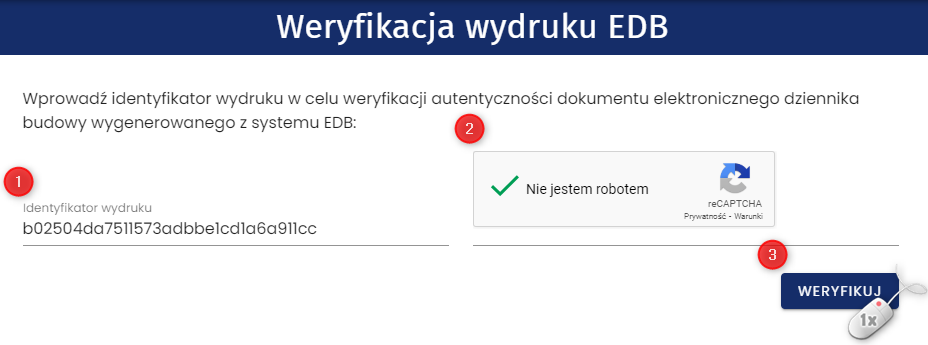 Weryfikacja wydruku EDB
Wprowadź identyfikator wydruku w celu weryfikacji autentyczności dokumentu elektronicznego dziennika
budowy wygenerowanego z systemu EDB:
2
1
Nie jestem robotem
reCAPTCHA
Prywatność - Warunki
Identyfikator wydruku
b02504da7511573adbbe1cd1a6a911cc
3
WERYFIKUJ
1x